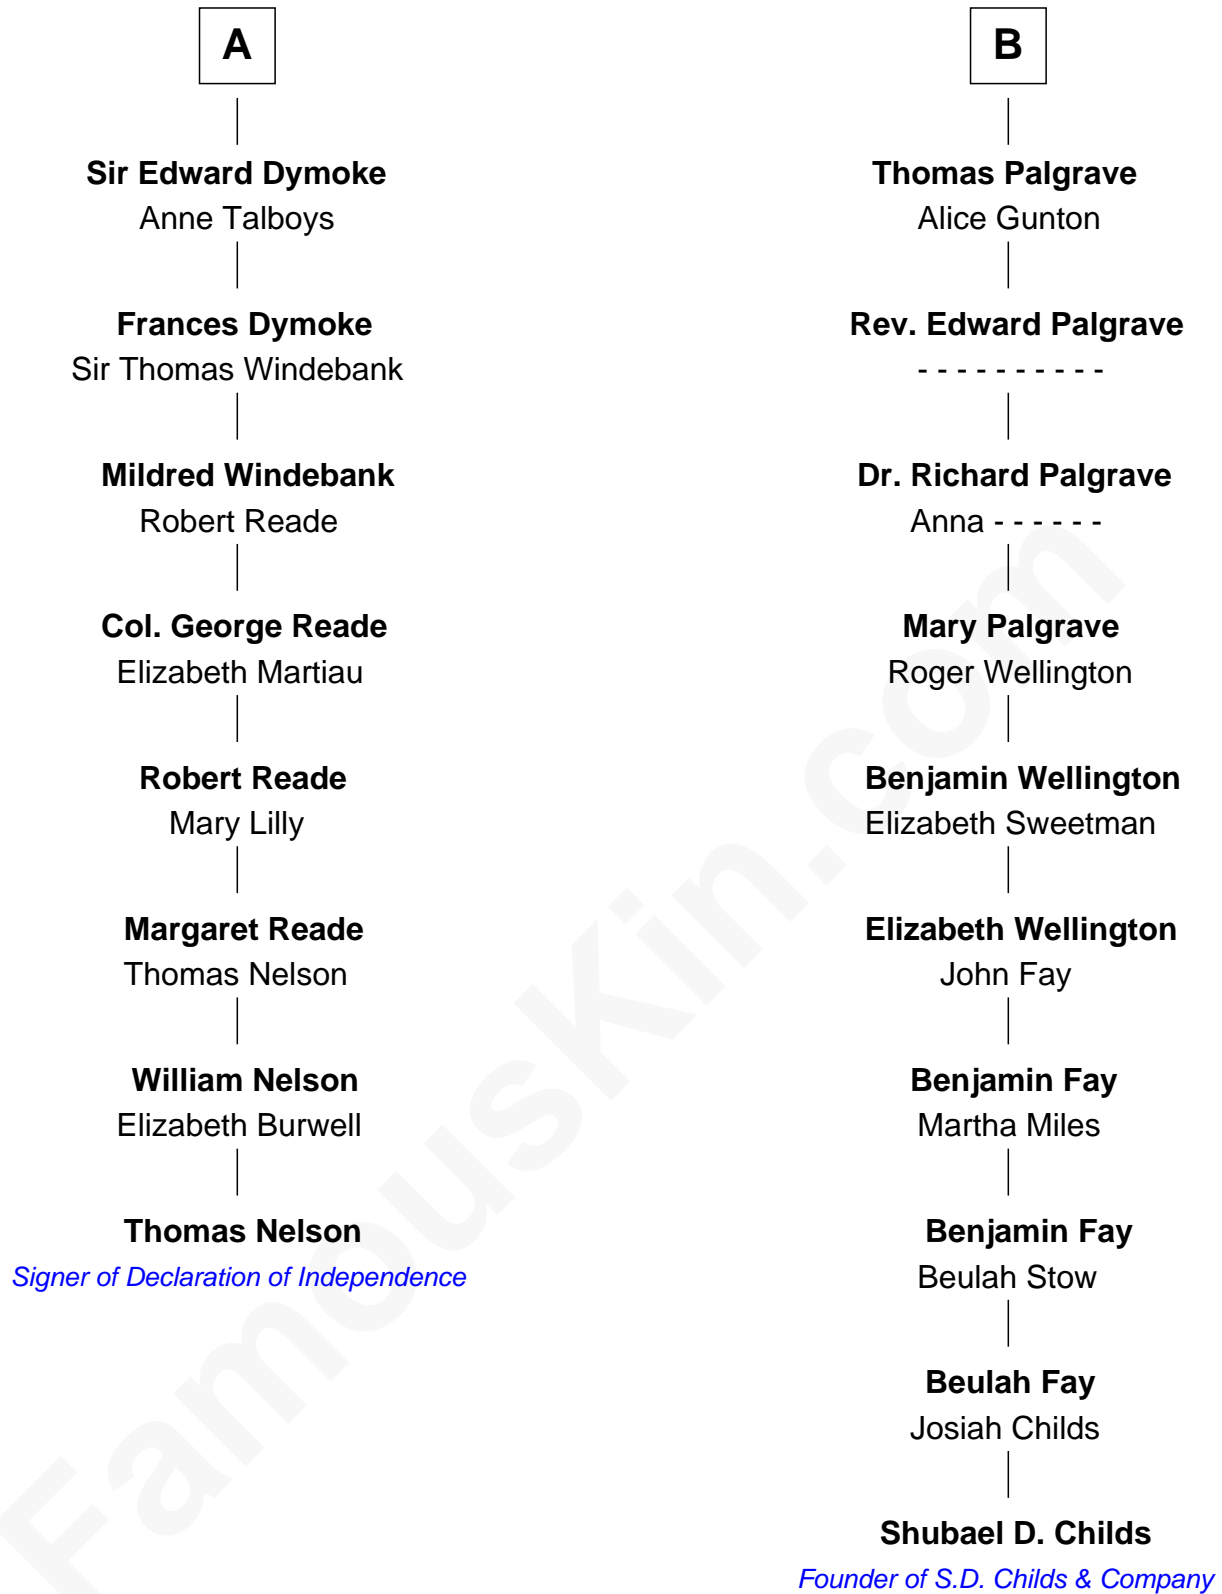 A
Sir Edward Dymoke
Anne Talboys
Frances Dymoke
Sir Thomas Windebank
Mildred Windebank
Robert Reade
Col. George Reade
Elizabeth Martiau
Robert Reade
Mary Lilly
Margaret Reade
Thomas Nelson
William Nelson
Elizabeth Burwell
Thomas Nelson
Signer of Declaration of Independence
B
Thomas Palgrave
Alice Gunton
Rev. Edward Palgrave
- - - - - - - - - -
Dr. Richard Palgrave
Anna - - - - - -
Mary Palgrave
Roger Wellington
Benjamin Wellington
Elizabeth Sweetman
Elizabeth Wellington
John Fay
Benjamin Fay
Martha Miles
Benjamin Fay
Beulah Stow
Beulah Fay
Josiah Childs
Shubael D. Childs
Founder of S.D. Childs & Company
FamousKin.com